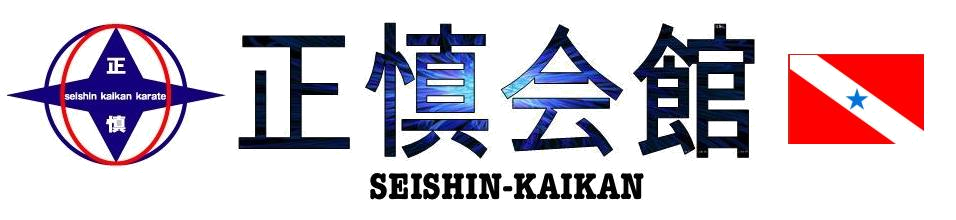 正
seishin kaikan karate
慎
正慎会館
SEISHIN-KAIKAN